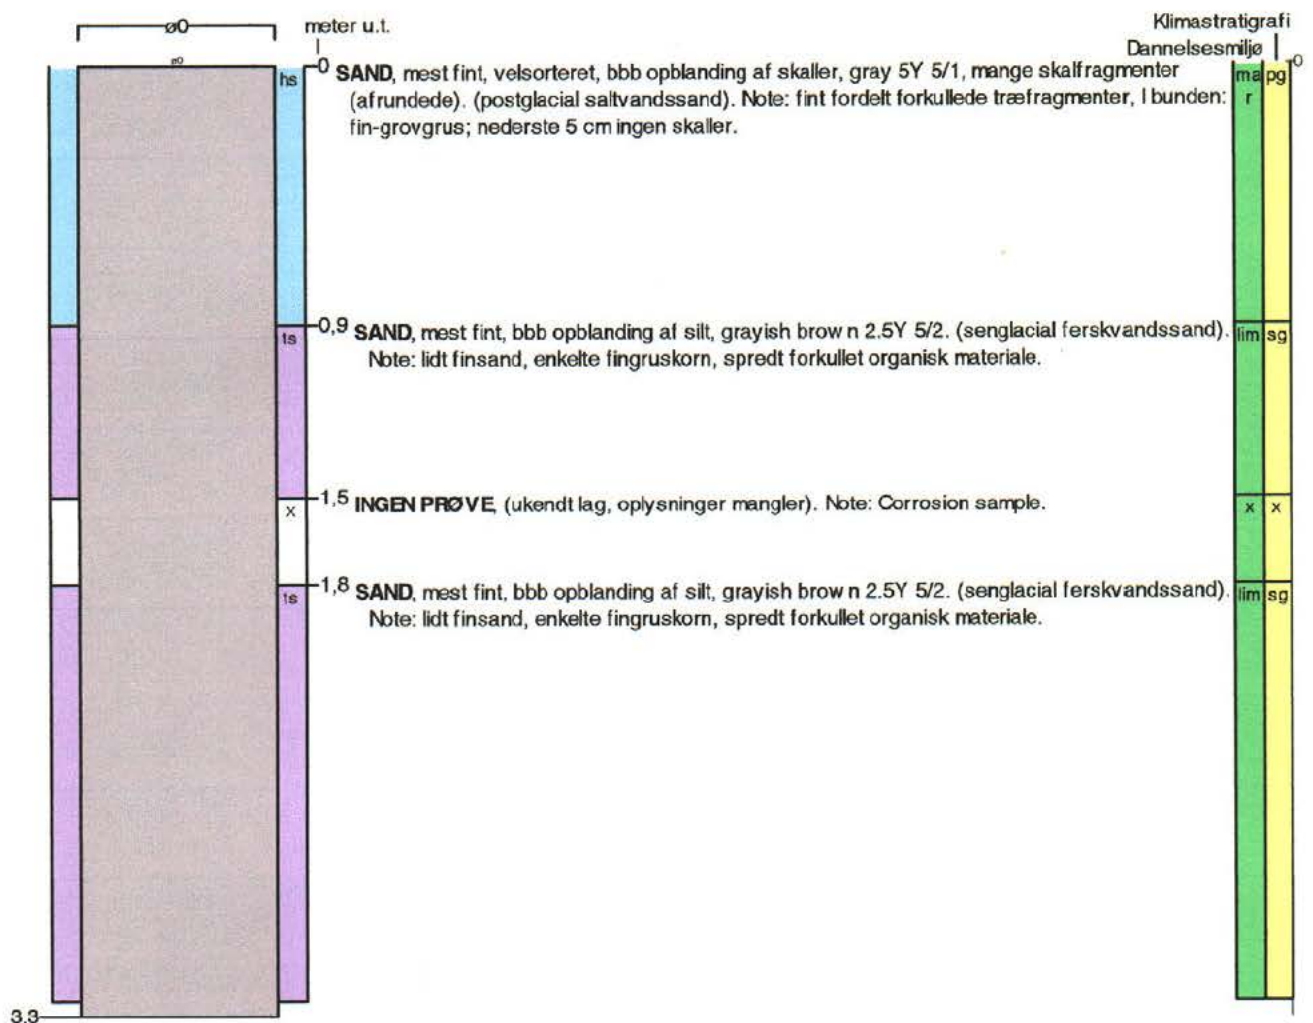 ø0
meter u.t.
Klimastratigrafi
Dannelsesmiljø
ø0
0
0
hs
SAND, mest fint, velsorteret, bbb opblanding af skaller, gray 5Y 5/1, mange skalfragmenter
(afrundede). (postglacial saltvandssand). Note: fint fordelt forkullede træfragmenter, I bunden:
fin-grovgrus; nederste 5 cm ingen skaller.
ma pg
r
0,9
ts
SAND, mest fint, bbb opblanding af silt, grayish brown 2.5Y 5/2. (senglacial ferskvandssand).
Note: lidt finsand, enkelte fingruskorn, spredt forkullet organisk materiale.
lim sg
1,5
x
INGEN PRØVE, (ukendt lag, oplysninger mangler). Note: Corrosion sample.
x x
1,8
ts
SAND, mest fint, bbb opblanding af silt, grayish brown 2.5Y 5/2. (senglacial ferskvandssand).
Note: lidt finsand, enkelte fingruskorn, spredt forkullet organisk materiale.
lim sg
3,3